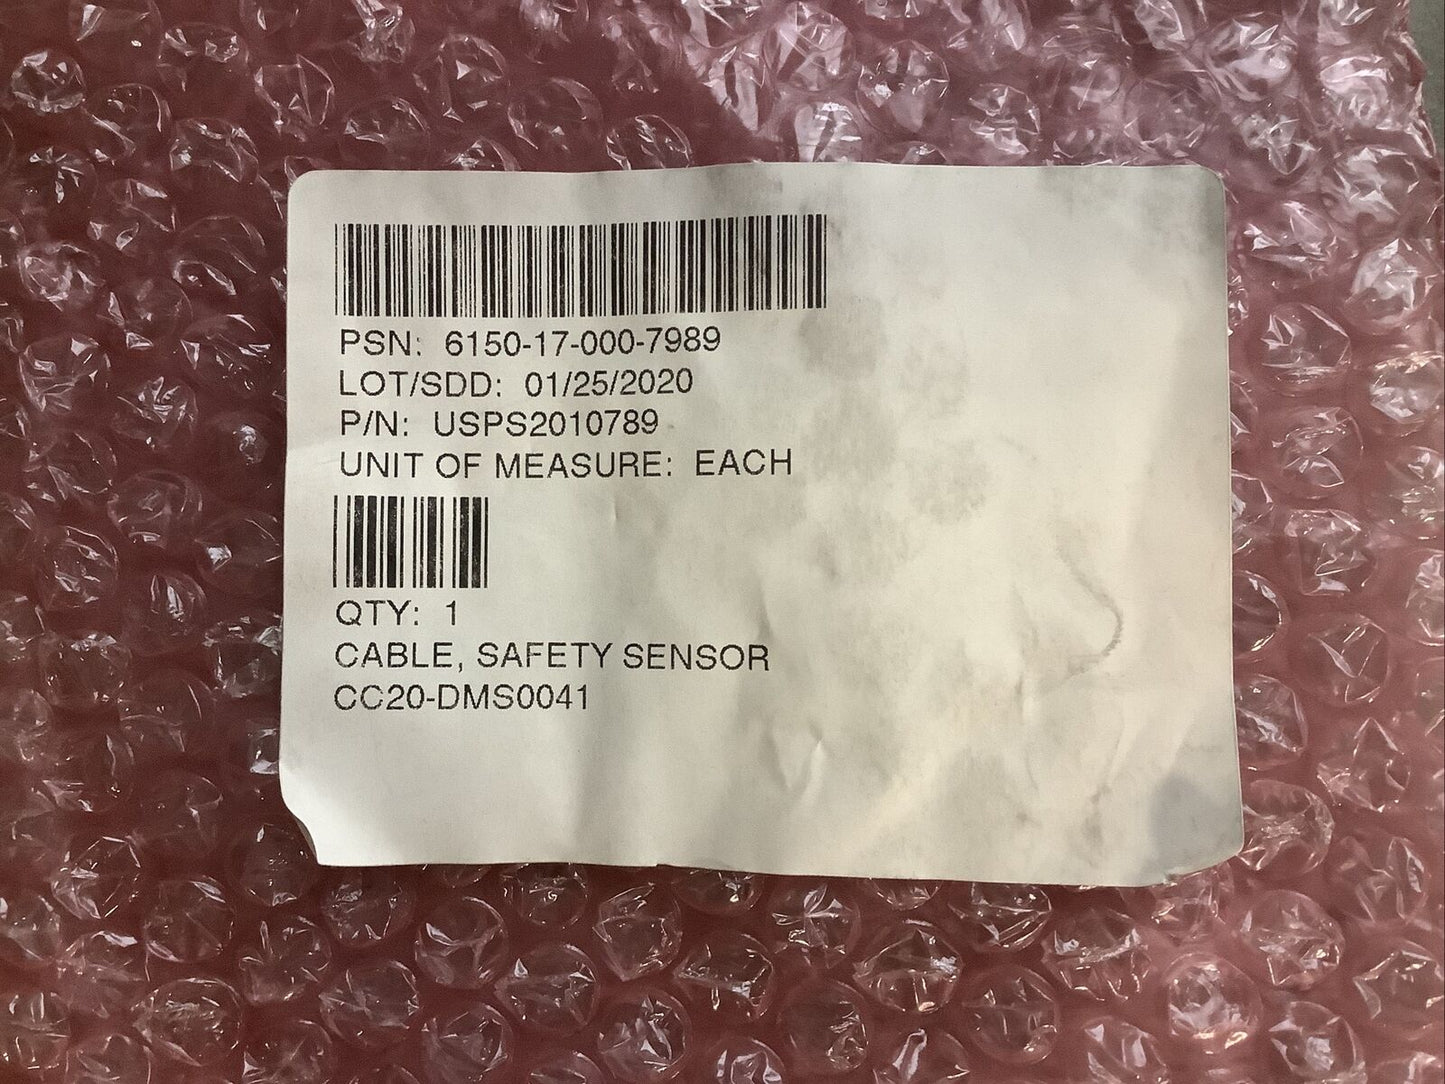 PSN: 6150-17-000-7989
LOT/SDD: 01/25/2020
P/N: USPS2010789
UNIT OF MEASURE: EACH
QTY: 1
CABLE, SAFETY SENSOR
CC20-DMS0041